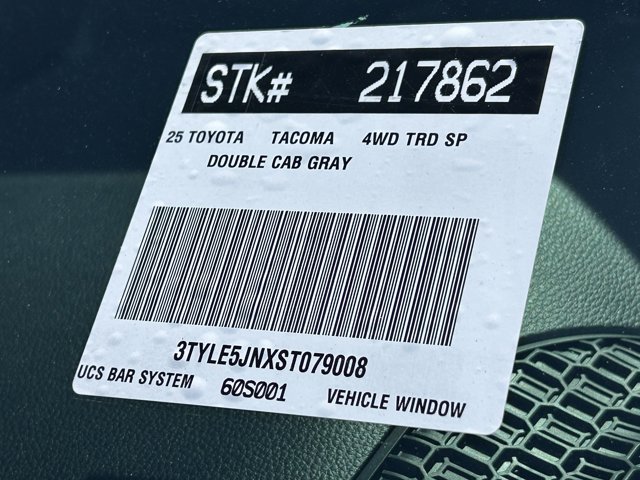 STK# 217862
25 TOYOTA TACOMA 4WD TRD SP
DOUBLE CAB GRAY
3TYLE5JNXST079008
UCS BAR SYSTEM 60S001 VEHICLE WINDOW